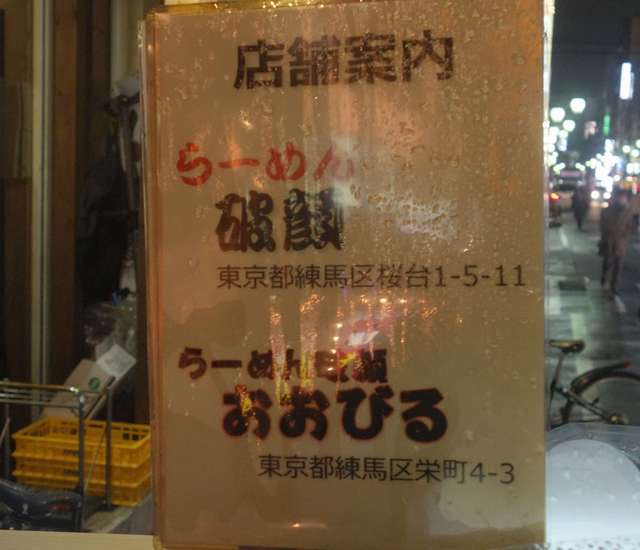 店舗案内
らーめん
破顔
東京都練馬区桜台1-5-11
らーめん破顔
おおびる
東京都練馬区栄町4-3